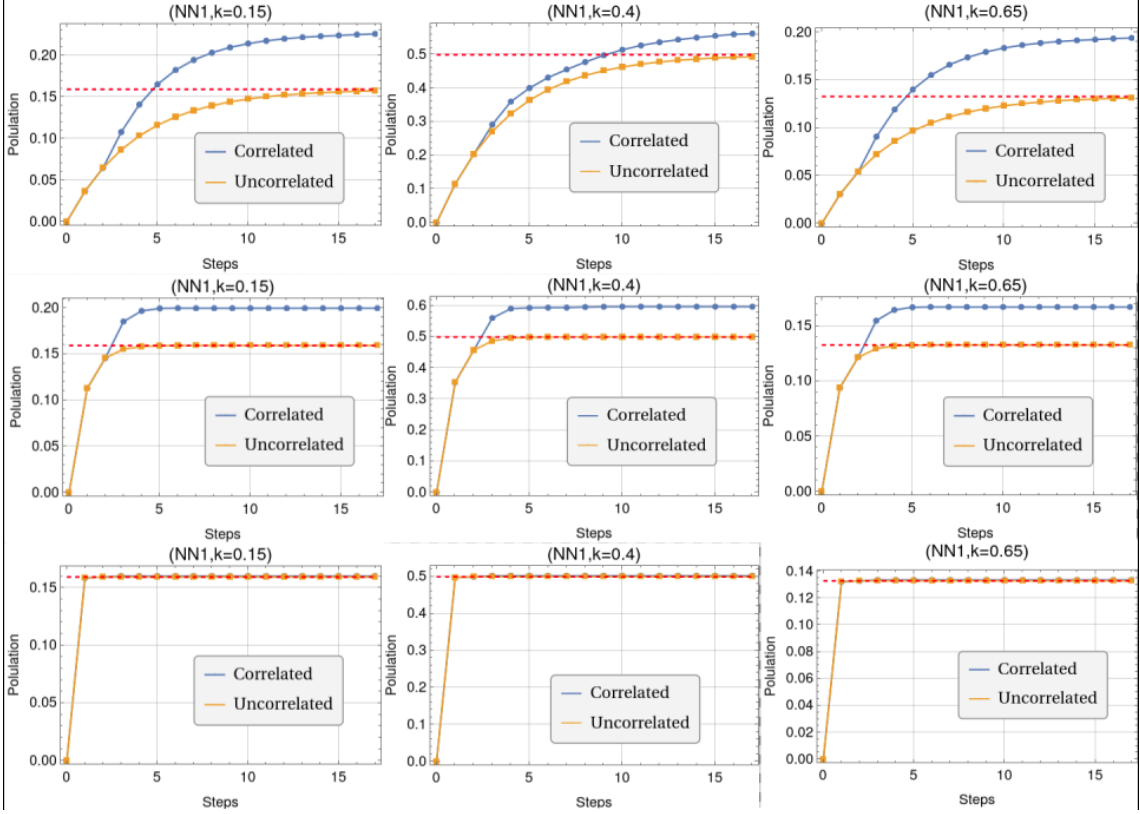 (NN1,k=0.15)
Polulation
0.20
0.15
0.10
0.05
0.00
Correlated
Uncorrelated
0 5 10 15
Steps
(NN1,k=0.4)
Polulation
0.5
0.4
0.3
0.2
0.1
0.0
Correlated
Uncorrelated
0 5 10 15
Steps
(NN1,k=0.65)
Polulation
0.20
0.15
0.10
0.05
0.00
Correlated
Uncorrelated
0 5 10 15
Steps
(NN1,k=0.15)
Polulation
0.20
0.15
0.10
0.05
0.00
Correlated
Uncorrelated
0 5 10 15
Steps
(NN1,k=0.4)
Polulation
0.6
0.5
0.4
0.3
0.2
0.1
0.0
Correlated
Uncorrelated
0 5 10 15
Steps
(NN1,k=0.65)
Polulation
0.15
0.10
0.05
0.00
Correlated
Uncorrelated
0 5 10 15
Steps
(NN1,k=0.15)
Polulation
0.15
0.10
0.05
0.00
Correlated
Uncorrelated
0 5 10 15
Steps
(NN1,k=0.4)
Polulation
0.5
0.4
0.3
0.2
0.1
0.0
Correlated
Uncorrelated
0 5 10 15
Steps
(NN1,k=0.65)
Polulation
0.14
0.12
0.10
0.08
0.06
0.04
0.02
0.00
Correlated
Uncorrelated
0 5 10 15
Steps